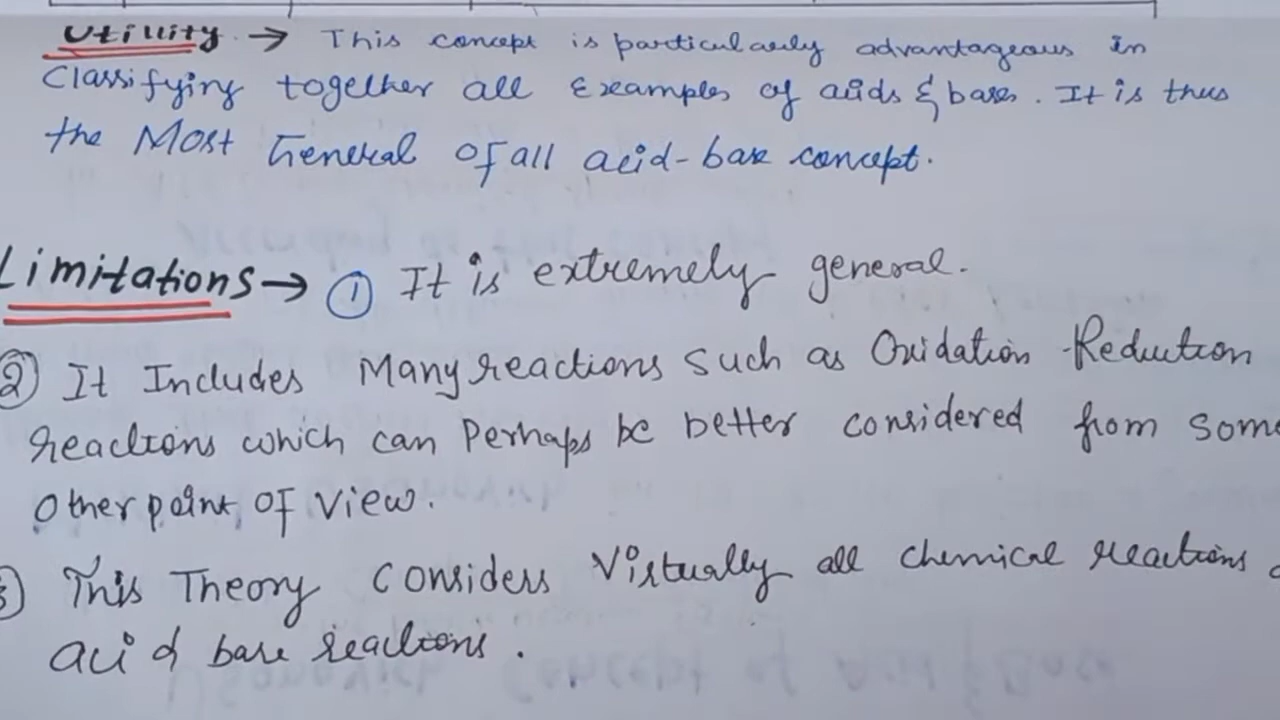 Utility → This concept is particularly advantageous in
Classifying together all Examples of acids & bases. It is thus
the Most General of all acid-base concept.
Limitations → ① It is extremely general.
② It Includes Many reactions such as Oxidation-Reduction
reactions which can Perhaps be better considered from some
Other point of view.
This Theory Considers Virtually all chemical reactions
acid base reactions.